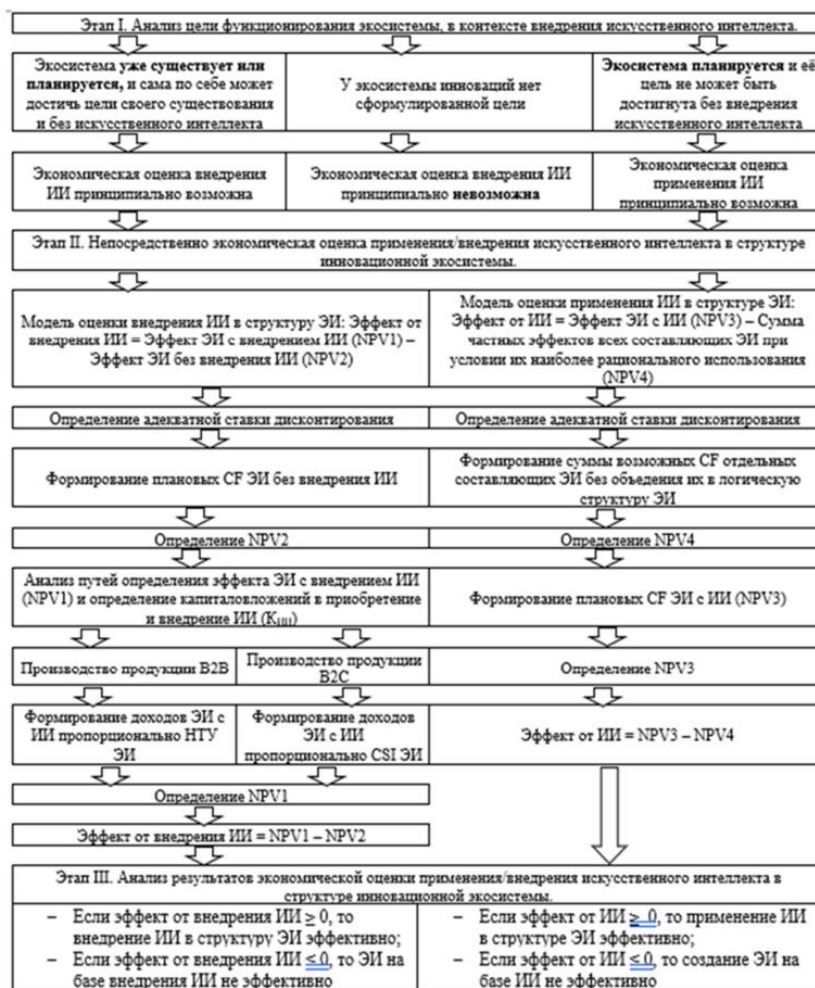 Этап I. Анализ цели функционирования экосистемы, в контексте внедрения искусственного интеллекта.
Экосистема уже существует или
планируется, и сама по себе может
достичь цели своего существования
и без искусственного интеллекта
У экосистемы инноваций нет
сформулированной цели
Экосистема планируется и её
цель не может быть
достигнута без внедрения
искусственного интеллекта
Экономическая оценка внедрения
ИИ принципиально возможна
Экономическая оценка внедрения ИИ
принципиально невозможна
Экономическая оценка
применения ИИ
принципиально возможна
Этап II. Непосредственно экономическая оценка применения/внедрения искусственного интеллекта в структуре
инновационной экосистемы.
Модель оценки внедрения ИИ в структуру ЭИ: Эффект от
внедрения ИИ = Эффект ЭИ с внедрением ИИ (NPV1) –
Эффект ЭИ без внедрения ИИ (NPV2)
Модель оценки применения ИИ в структуре ЭИ:
Эффект от ИИ = Эффект ЭИ с ИИ (NPV3) – Сумма
частных эффектов всех составляющих ЭИ при
условии их наиболее рационального использования
(NPV4)
Определение адекватной ставки дисконтирования
Определение адекватной ставки дисконтирования
Формирование плановых CF ЭИ без внедрения ИИ
Формирование суммы возможных CF отдельных
составляющих ЭИ без объедения их в логическую
структуру ЭИ
Определение NPV2
Определение NPV4
Анализ путей определения эффекта ЭИ с внедрением ИИ
(NPV1) и определение капиталовложений в приобретение
и внедрение ИИ (К
Формирование плановых CF ЭИ с ИИ (NPV3)
Производство продукции B2B
Производство продукции
B2C
Определение NPV3
Формирование доходов ЭИ с
ИИ пропорционально НТУ
ЭИ
Формирование доходов
ЭИ с ИИ
пропорционально CSI ЭИ
Эффект от ИИ = NPV3 – NPV4
Определение NPV1
Эффект от внедрения ИИ = NPV1 – NPV2
Этап III. Анализ результатов экономической оценки применения/внедрения искусственного интеллекта в
структуре инновационной экосистемы.
– Если эффект от внедрения ИИ ≥ 0, то
внедрение ИИ в структуру ЭИ эффективно;
– Если эффект от внедрения ИИ ≤ 0, то ЭИ на
базе внедрения ИИ не эффективно
– Если эффект от ИИ ≥ 0, то применение ИИ
в структуре ЭИ эффективно;
– Если эффект от ИИ ≤ 0, то создание ЭИ на
базе ИИ не эффективно